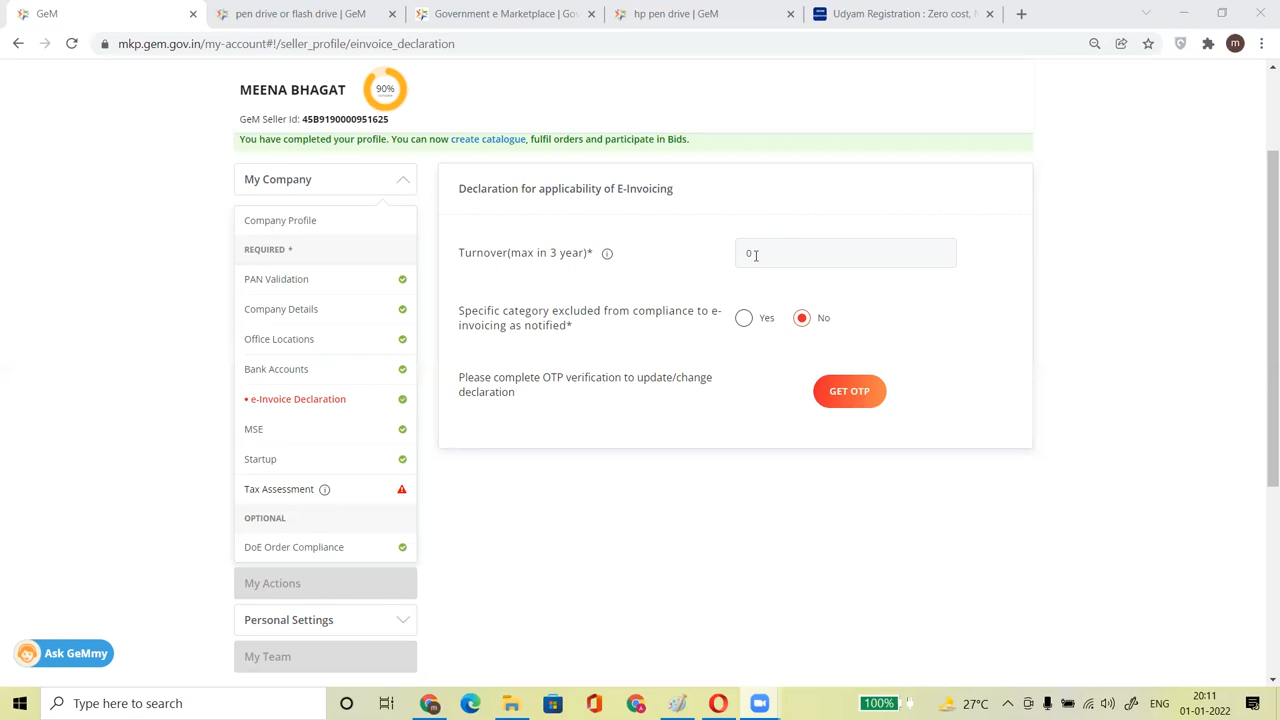 GeM
pen drive or flash drive | GeM
Government e Marketplace | Gov
hp pen drive | GeM
Udyam Registration : Zero cost, N
mkp.gem.gov.in/my-account#!/seller_profile/einvoice_declaration
m
MEENA BHAGAT
90%
GeM Seller Id: 45B9190000951625
You have completed your profile. You can now create catalogue, fulfil orders and participate in Bids.
My Company
Company Profile
REQUIRED *
PAN Validation
Company Details
Office Locations
Bank Accounts
• e-Invoice Declaration
MSE
Startup
Tax Assessment
OPTIONAL
DoE Order Compliance
My Actions
Personal Settings
My Team
Declaration for applicability of E-Invoicing
Turnover(max in 3 year)*
0
Specific category excluded from compliance to e-
invoicing as notified*
Yes
No
Please complete OTP verification to update/change
declaration
GET OTP
Ask GeMmy
Type here to search
100%
27°C
ENG
20:11
01-01-2022